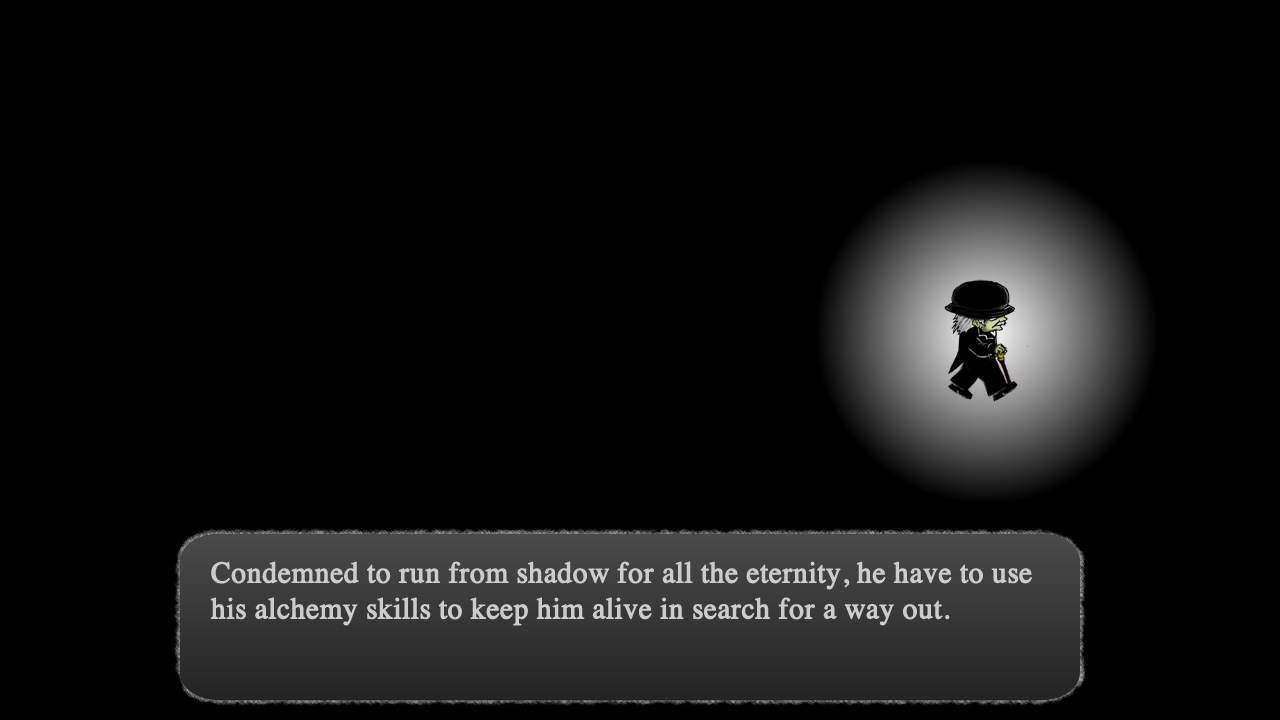 Condemned to run from shadow for all the eternity, he have to use
his alchemy skills to keep him alive in search for a way out.